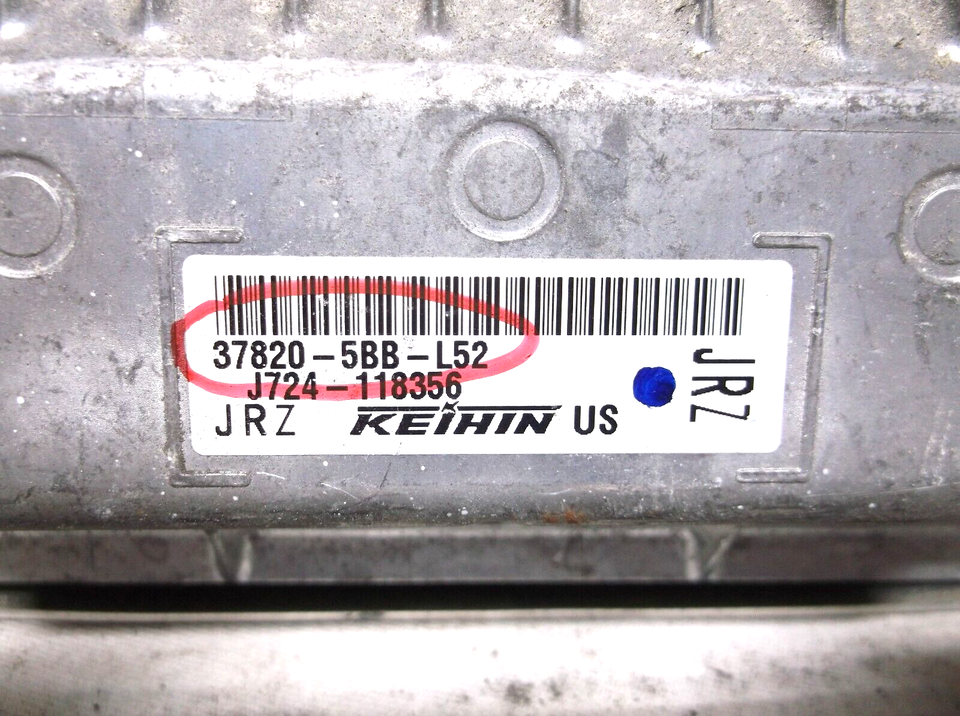 37820-5BB-L52
J724-118356
JRZ KEIHIN US
JRZ